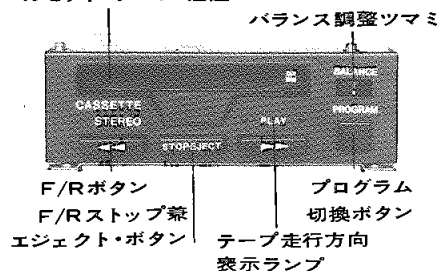 バランス調整ツマミ
BALANCE
CASSETTE
STEREO
PLAY
PROGRAM
STOP/EJECT
F/Rボタン
F/Rストップ兼
エジェクト・ボタン
テープ走行方向
表示ランプ
プログラム
切換ボタン